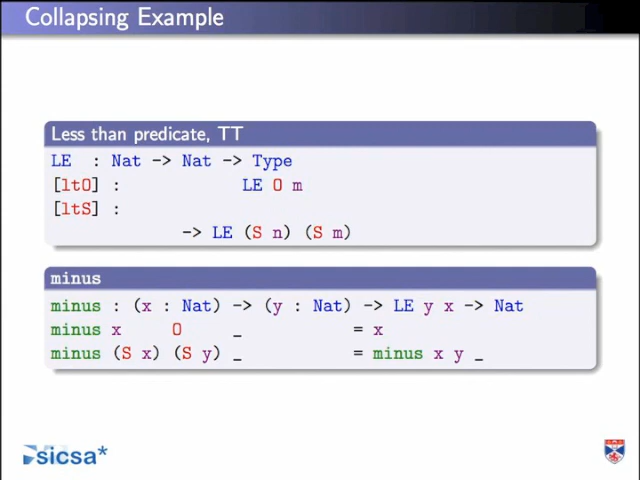 Collapsing Example
Less than predicate, TT
LE : Nat -> Nat -> Type
[ltO] : LE O m
[ltS] :
-> LE (S n) (S m)
minus
minus : (x : Nat) -> (y : Nat) -> LE y x -> Nat
minus x O _ = x
minus (S x) (S y) _ = minus x y _
sicsa*